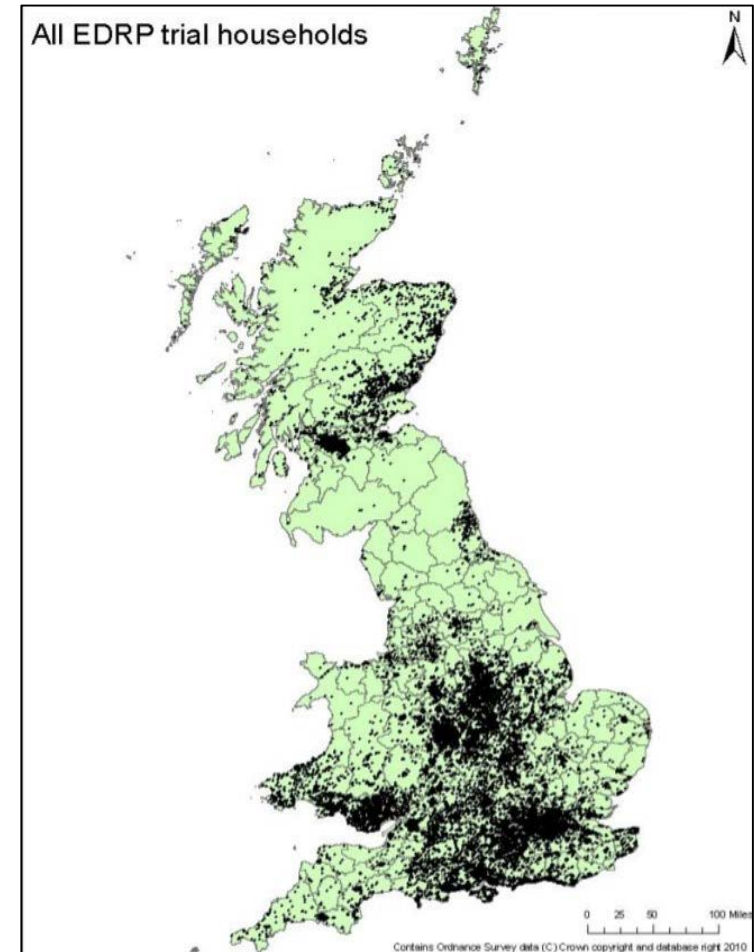 All EDRP trial households
N
0 25 50 100 Miles
Contains Ordnance Survey data (C) Crown copyright and database right 2010